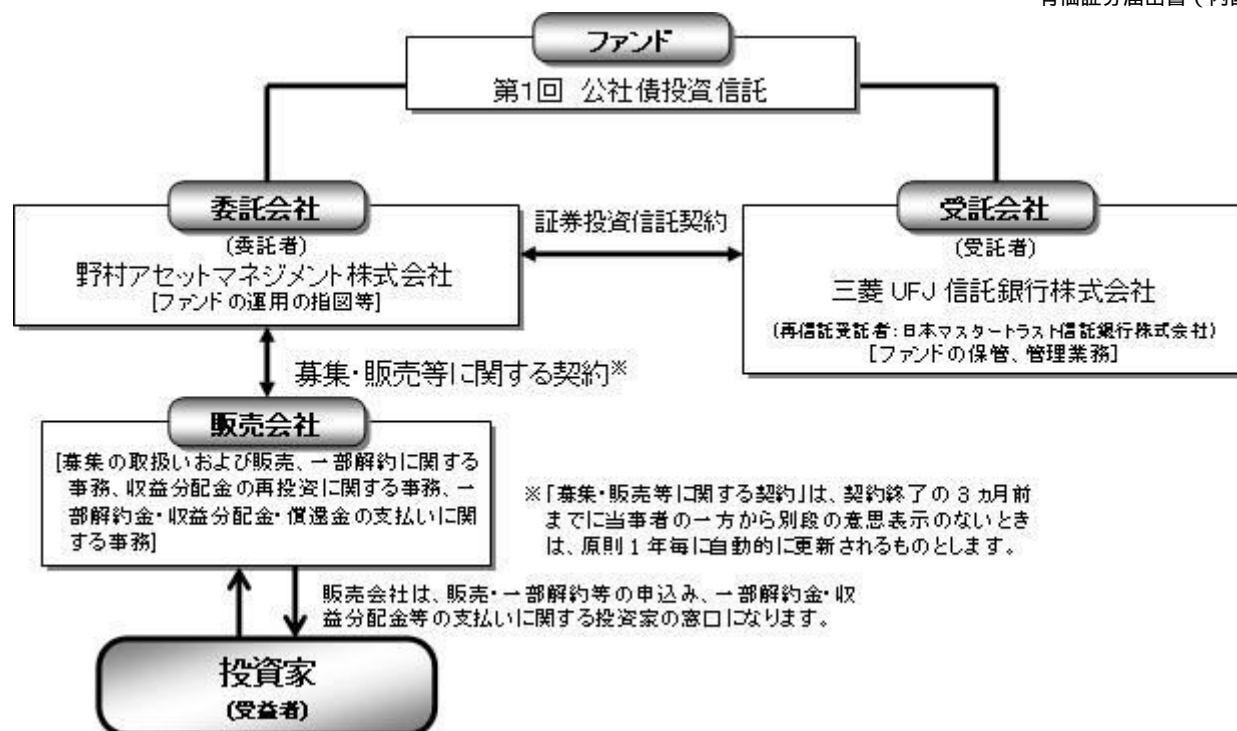 ファンド
第1回 公社債投資信託
委託会社
(委託者)
野村アセットマネジメント株式会社
[ファンドの運用の指図等]
証券投資信託契約
受託会社
(受託者)
三菱 UFJ 信託銀行株式会社
(再信託受託者:日本マスタートラスト信託銀行株式会社)
[ファンドの保管、管理業務]
募集・販売等に関する契約※
販売会社
[募集の取扱いおよび販売、一部解約に関する
事務、収益分配金の再投資に関する事務、一
部解約金・収益分配金・償還金の支払いに関
する事務]
※「募集・販売等に関する契約」は、契約終了の 3 ヵ月前
までに当事者の一方から別段の意思表示のないとき
は、原則 1 年毎に自動的に更新されるものとします。
販売会社は、販売・一部解約等の申込み、一部解約金・収
益分配金等の支払いに関する投資家の窓口になります。
投資家
(受益者)